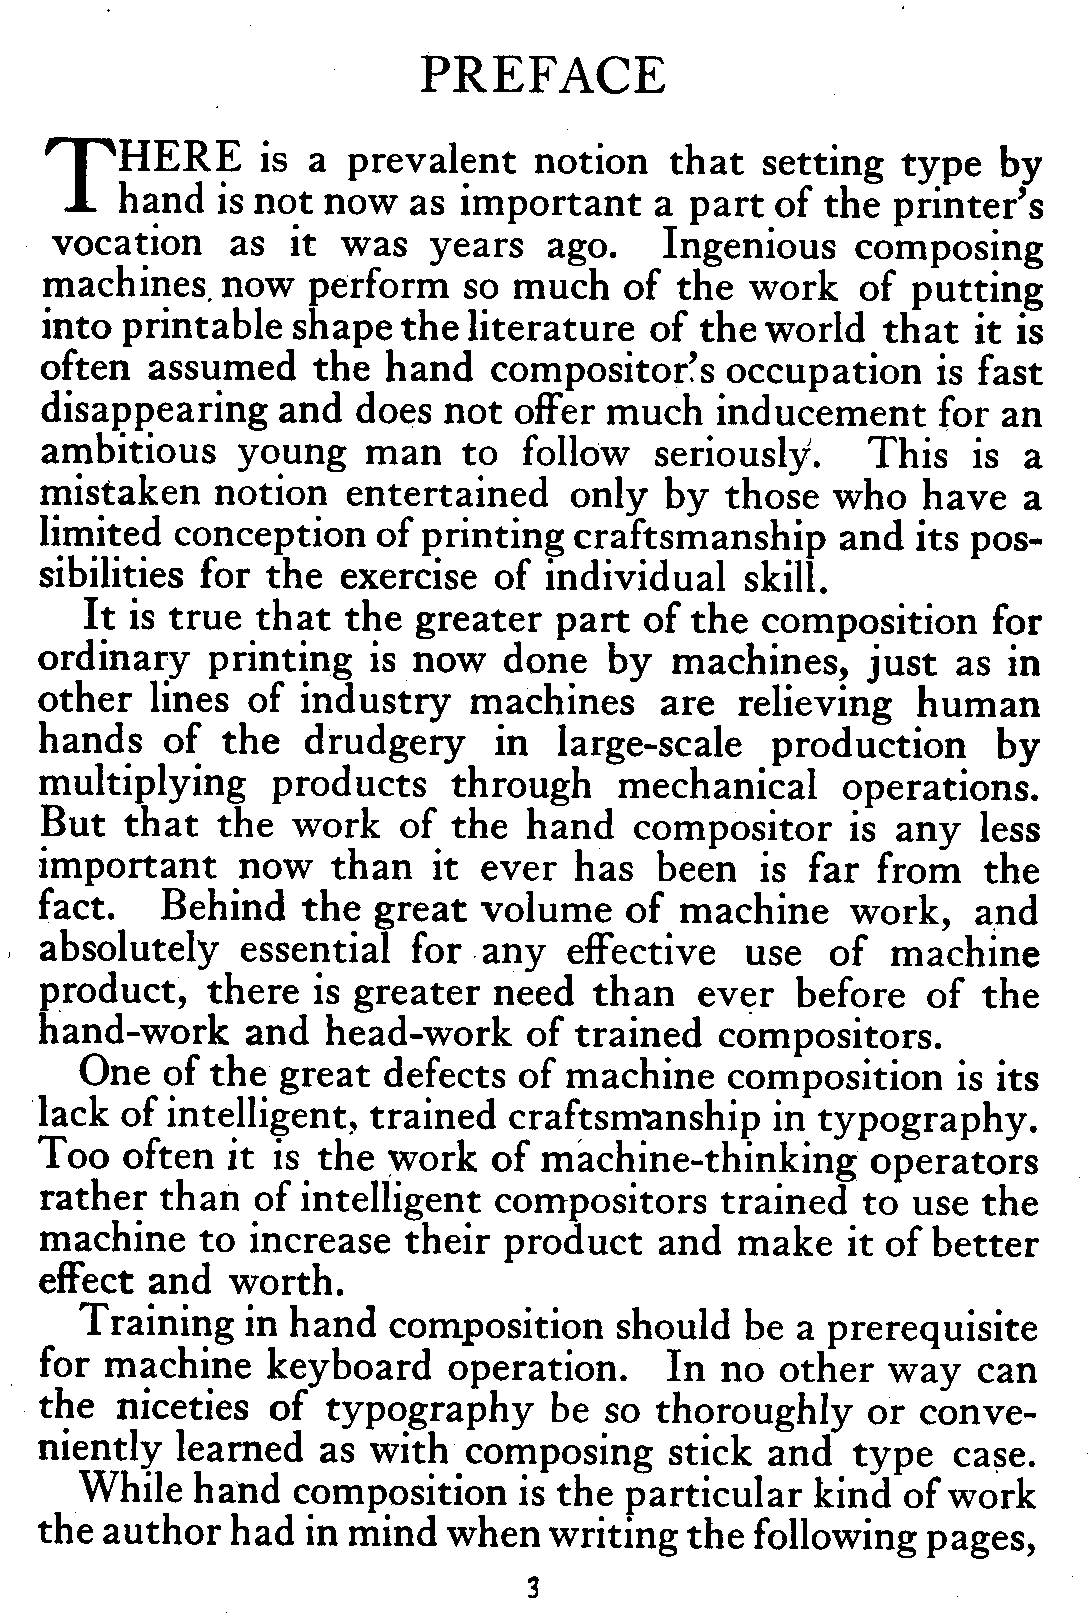 PREFACE
THERE is a prevalent notion that setting type by
hand is not now as important a part of the printer's
vocation as it was years ago. Ingenious composing
machines. now perform so much of the work of putting
into printable shape the literature of the world that it is
often assumed the hand compositor's occupation is fast
disappearing and does not offer much inducement for an
ambitious young man to follow seriously. This is a
mistaken notion entertained only by those who have a
limited conception of printing craftsmanship and its pos-
sibilities for the exercise of individual skill.
It is true that the greater part of the composition for
ordinary printing is now done by machines, just as in
other lines of industry machines are relieving human
hands of the drudgery in large-scale production by
multiplying products through mechanical operations.
But that the work of the hand compositor is any less
important now than it ever has been is far from the
fact. Behind the great volume of machine work, and
absolutely essential for any effective use of machine
product, there is greater need than ever before of the
hand-work and head-work of trained compositors.
One of the great defects of machine composition is its
lack of intelligent, trained craftsmanship in typography.
Too often it is the work of machine-thinking operators
rather than of intelligent compositors trained to use the
machine to increase their product and make it of better
effect and worth.
Training in hand composition should be a prerequisite
for machine keyboard operation. In no other way can
the niceties of typography be so thoroughly or conve-
niently learned as with composing stick and type case.
While hand composition is the particular kind of work
the author had in mind when writing the following pages,
3